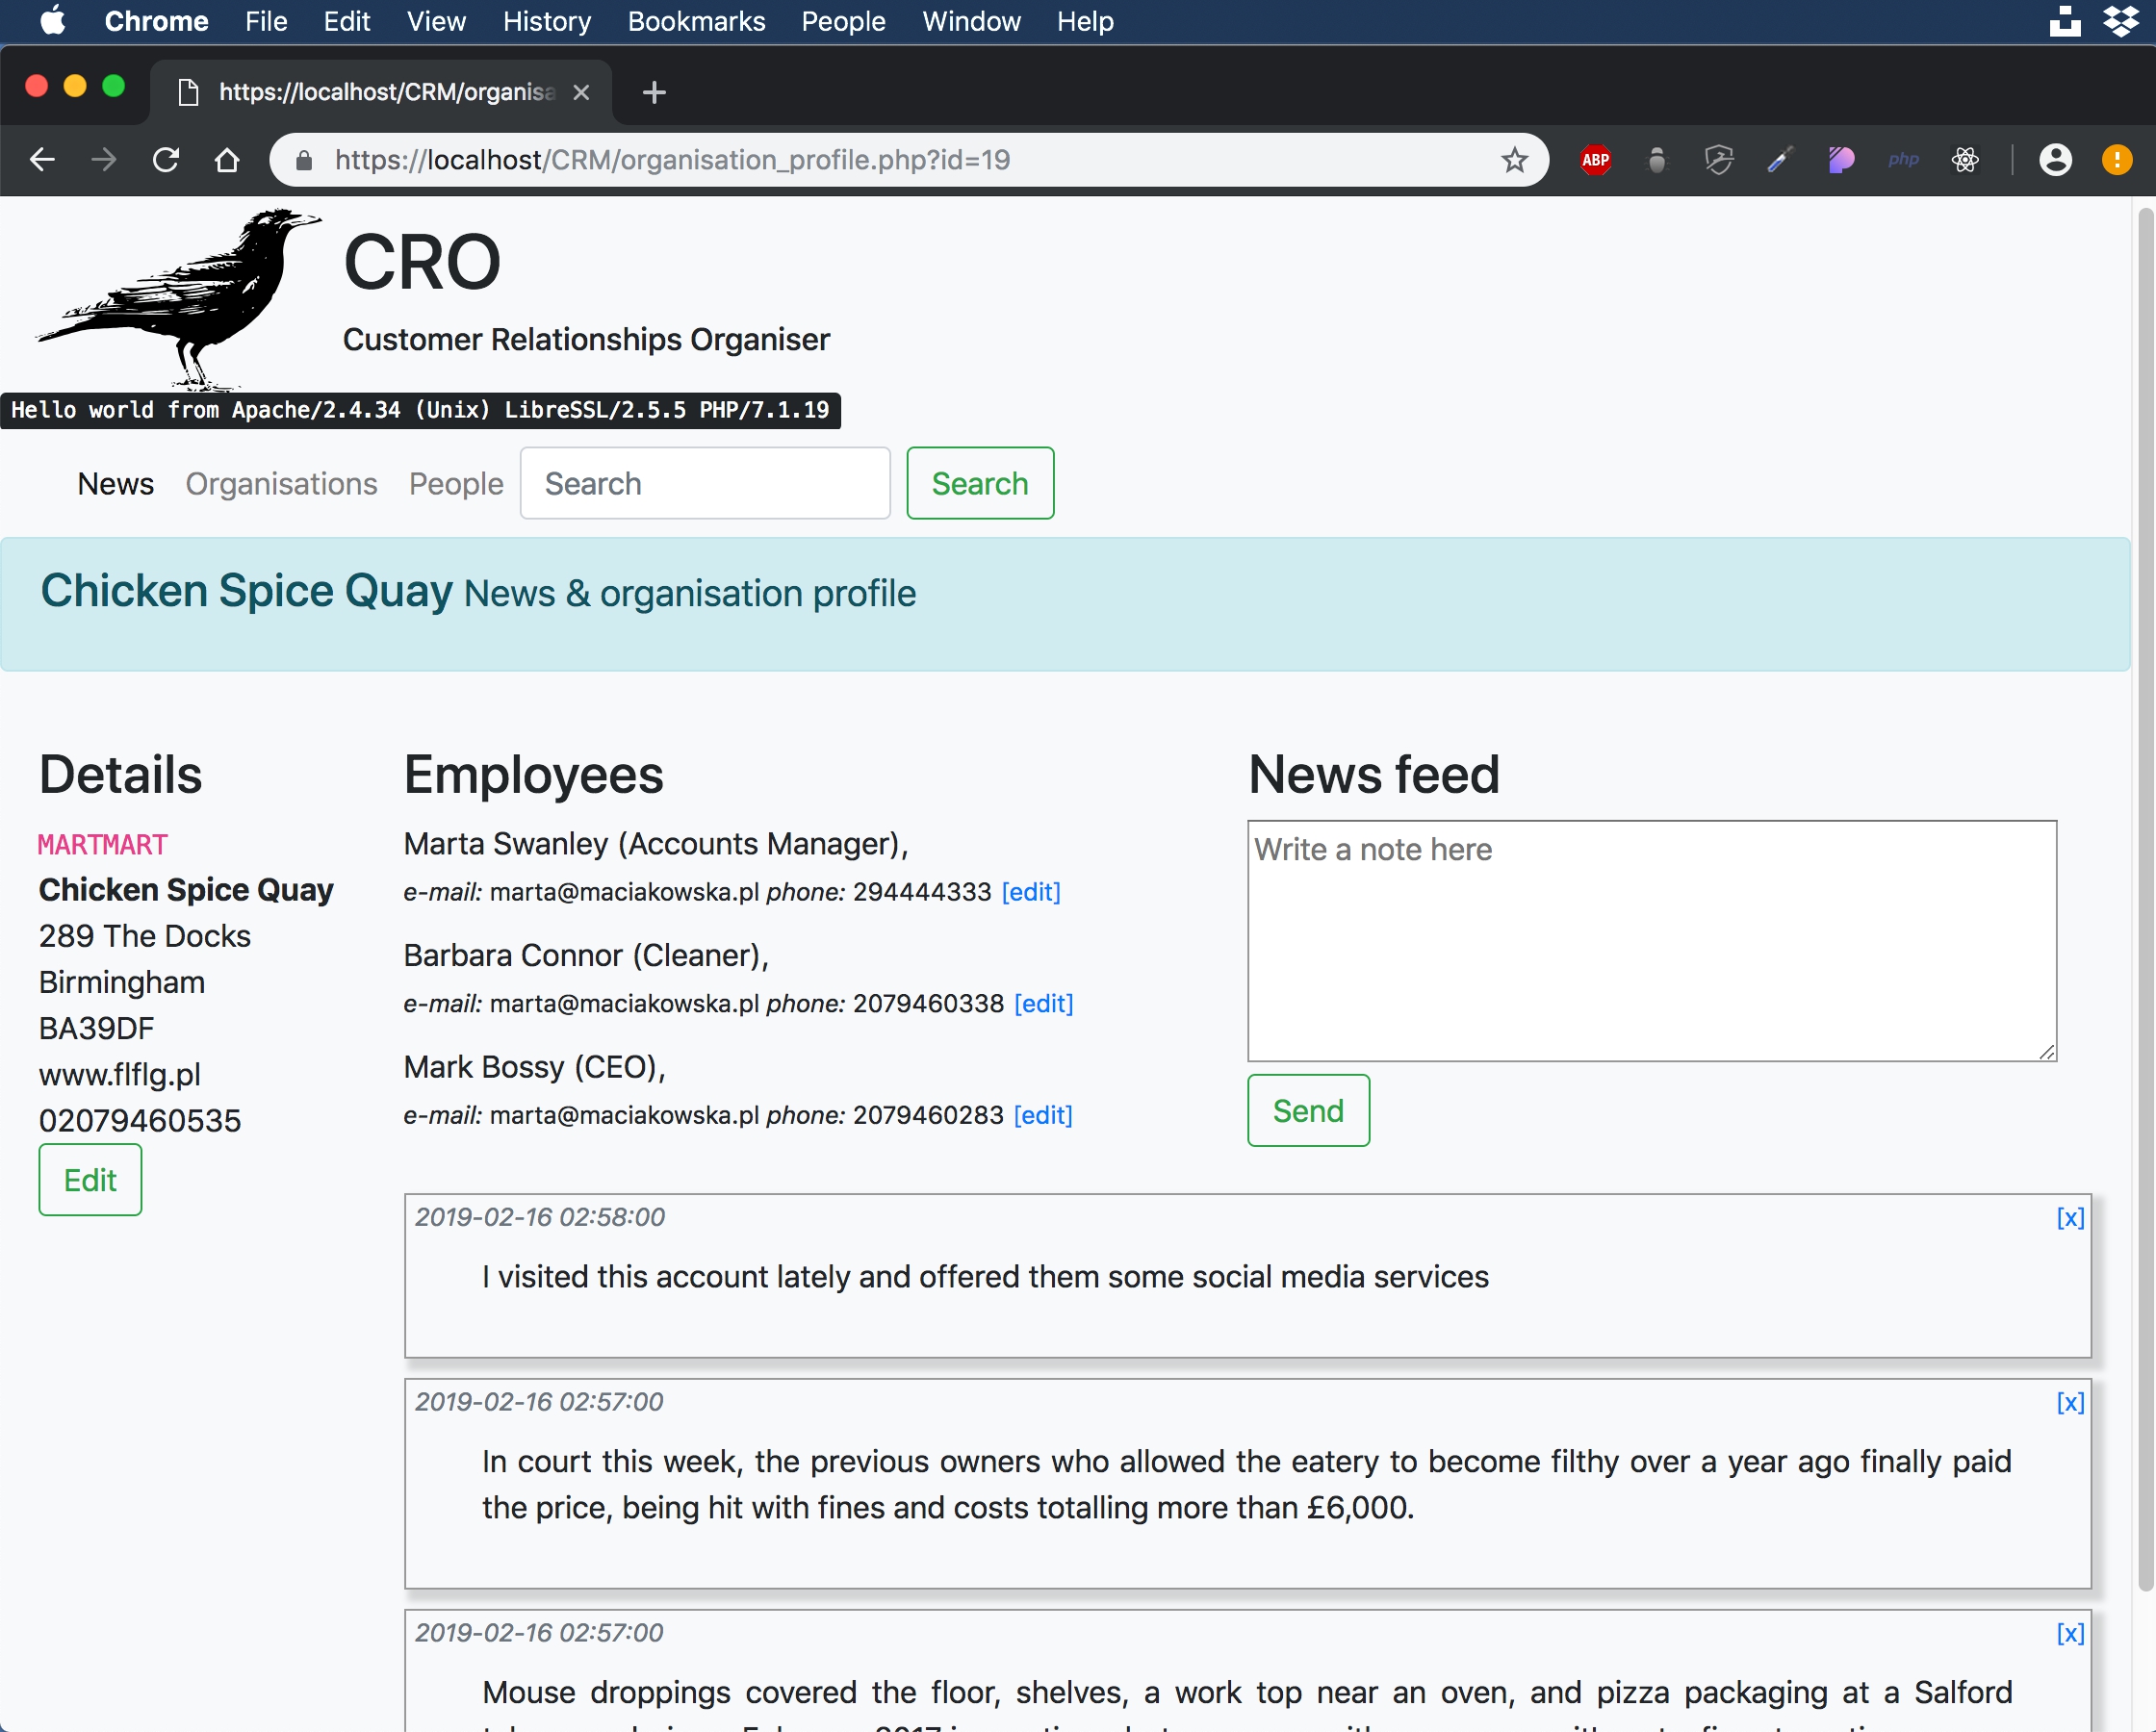 Chrome File Edit View History Bookmarks People Window Help
https://localhost/CRM/organisa
https://localhost/CRM/organisation_profile.php?id=19
ABP
php
CRO
Customer Relationships Organiser
Hello world from Apache/2.4.34 (Unix) LibreSSL/2.5.5 PHP/7.1.19
News Organisations People Search Search
Chicken Spice Quay News & organisation profile
Details
MARTMART
Chicken Spice Quay
289 The Docks
Birmingham
BA39DF
www.flflg.pl
02079460535
Edit
Employees
Marta Swanley (Accounts Manager),
e-mail: marta@maciakowska.pl phone: 294444333 [edit]
Barbara Connor (Cleaner),
e-mail: marta@maciakowska.pl phone: 2079460338 [edit]
Mark Bossy (CEO),
e-mail: marta@maciakowska.pl phone: 2079460283 [edit]
News feed
Write a note here
Send
2019-02-16 02:58:00 [x]
I visited this account lately and offered them some social media services
2019-02-16 02:57:00 [x]
In court this week, the previous owners who allowed the eatery to become filthy over a year ago finally paid
the price, being hit with fines and costs totalling more than £6,000.
2019-02-16 02:57:00 [x]
Mouse droppings covered the floor, shelves, a work top near an oven, and pizza packaging at a Salford